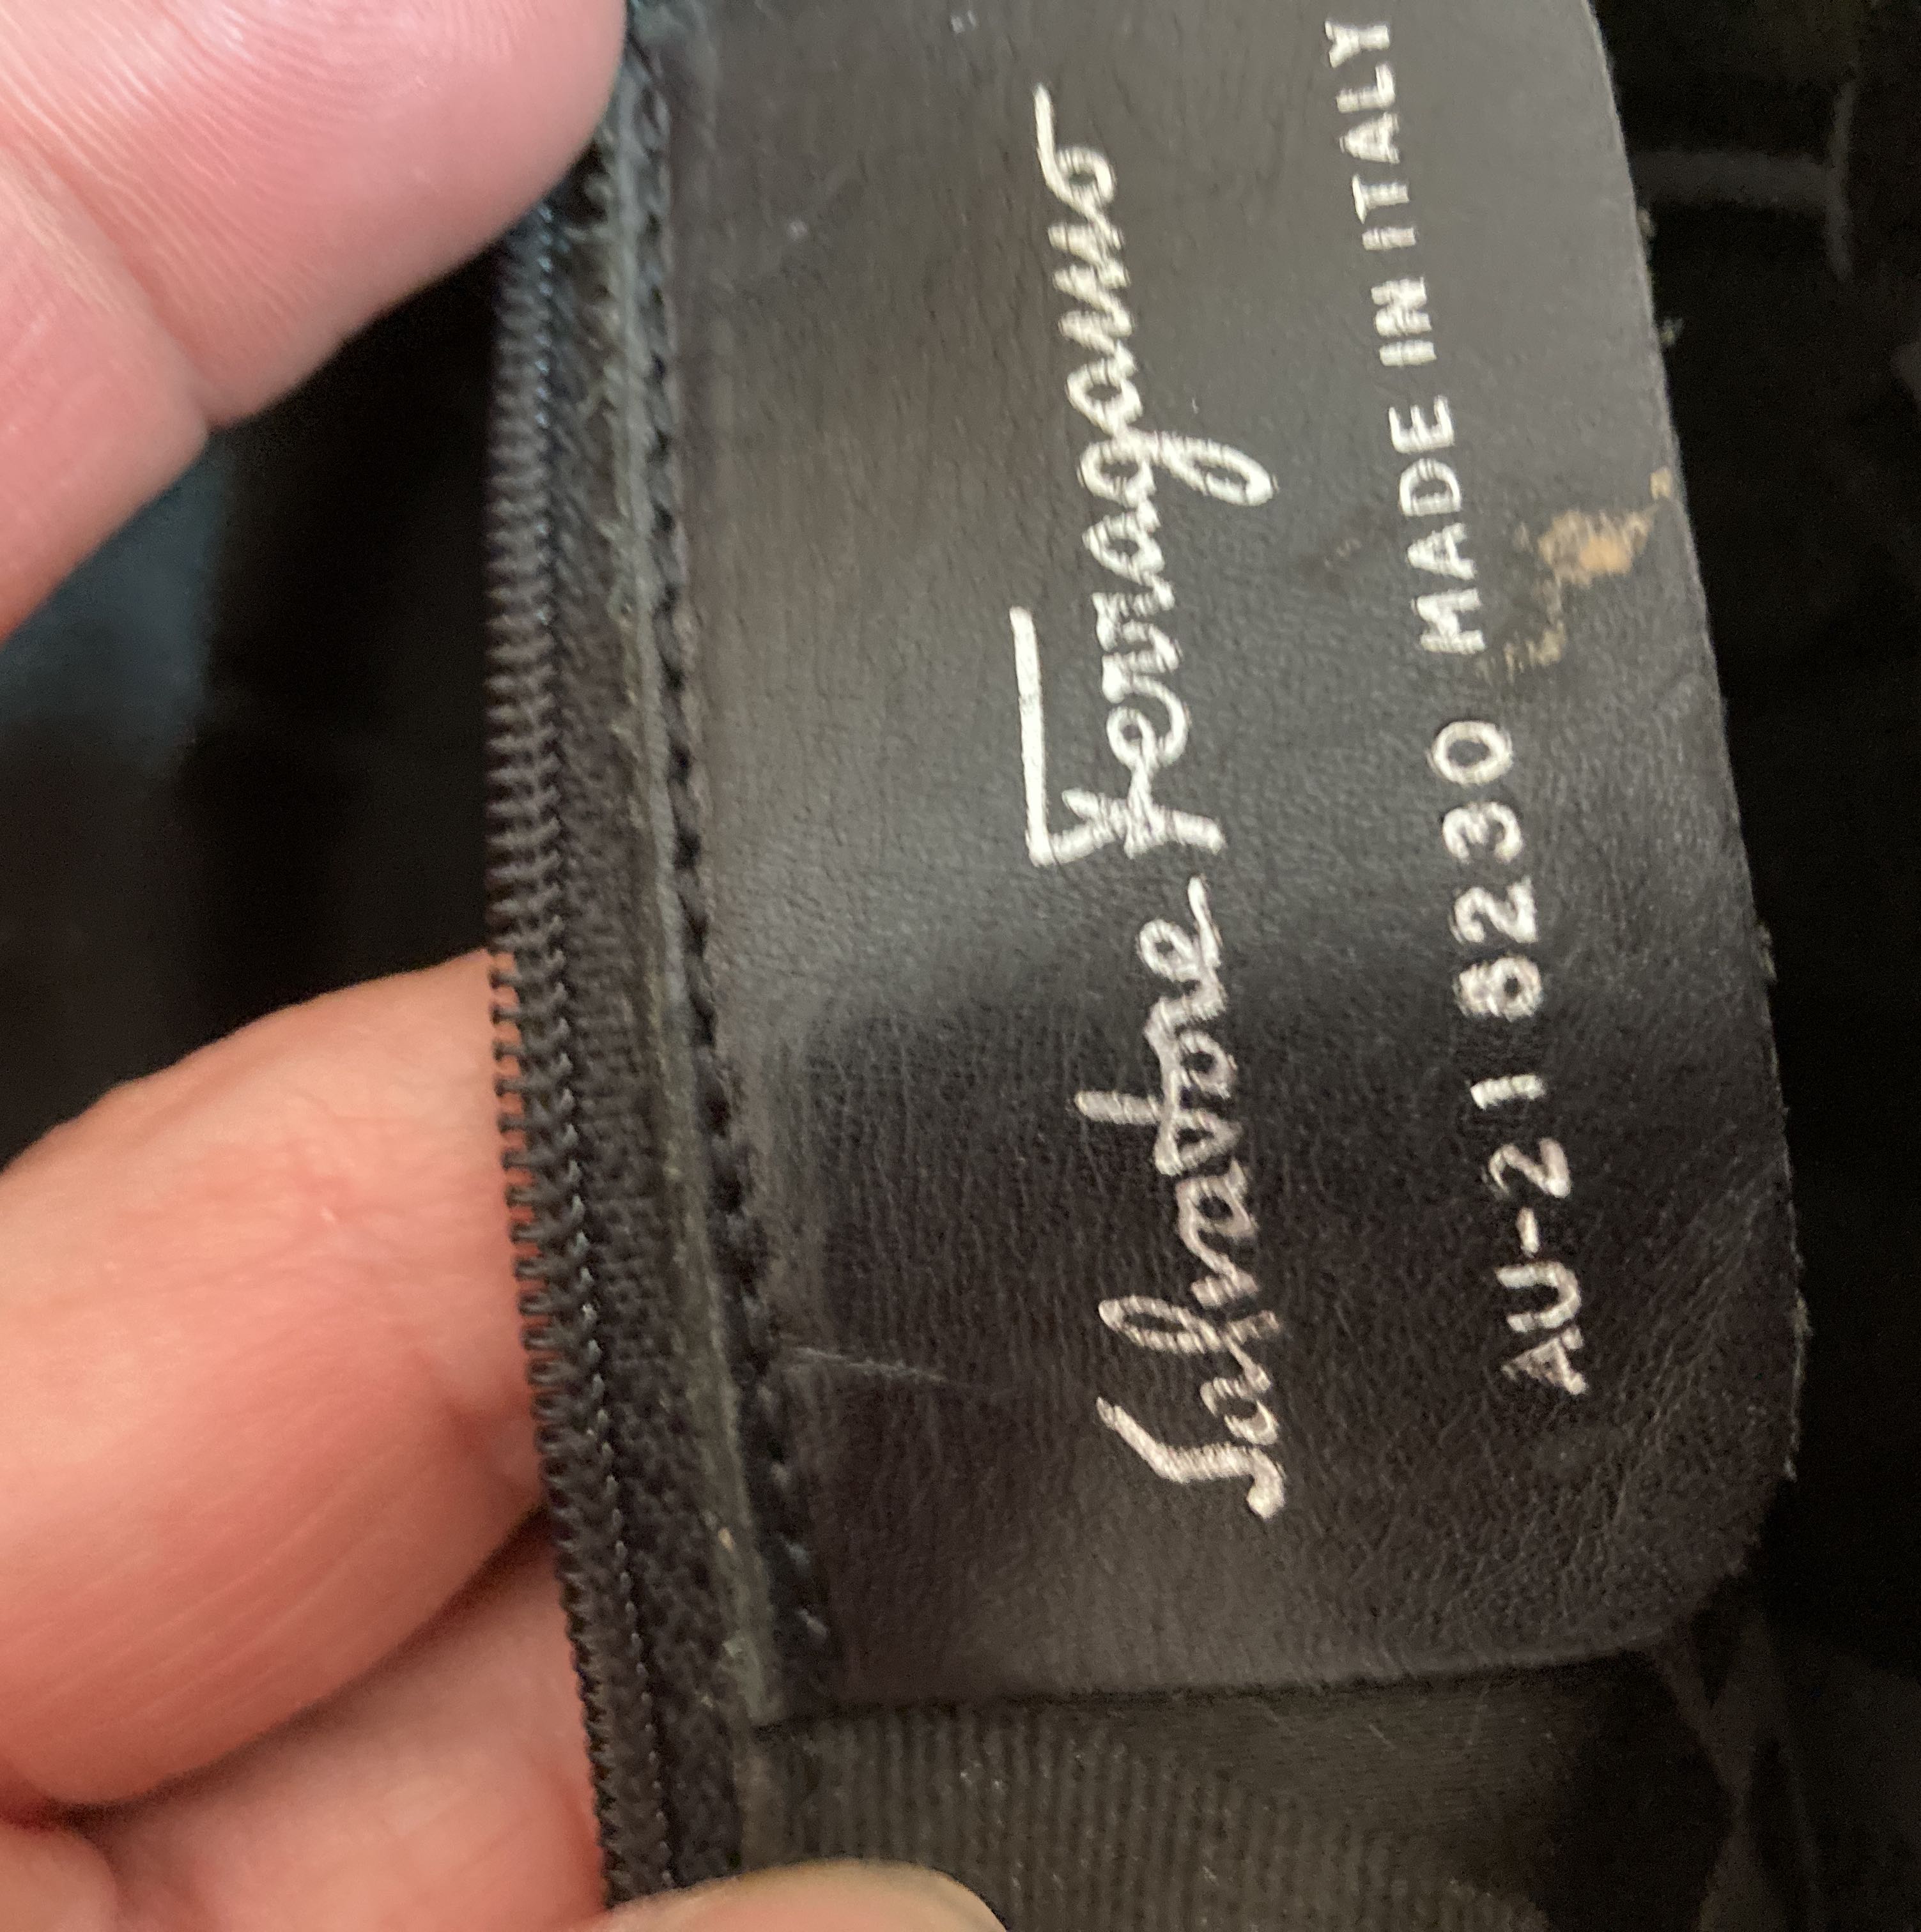 Salvatore Ferragamo
AU-21 8230 MADE IN ITALY